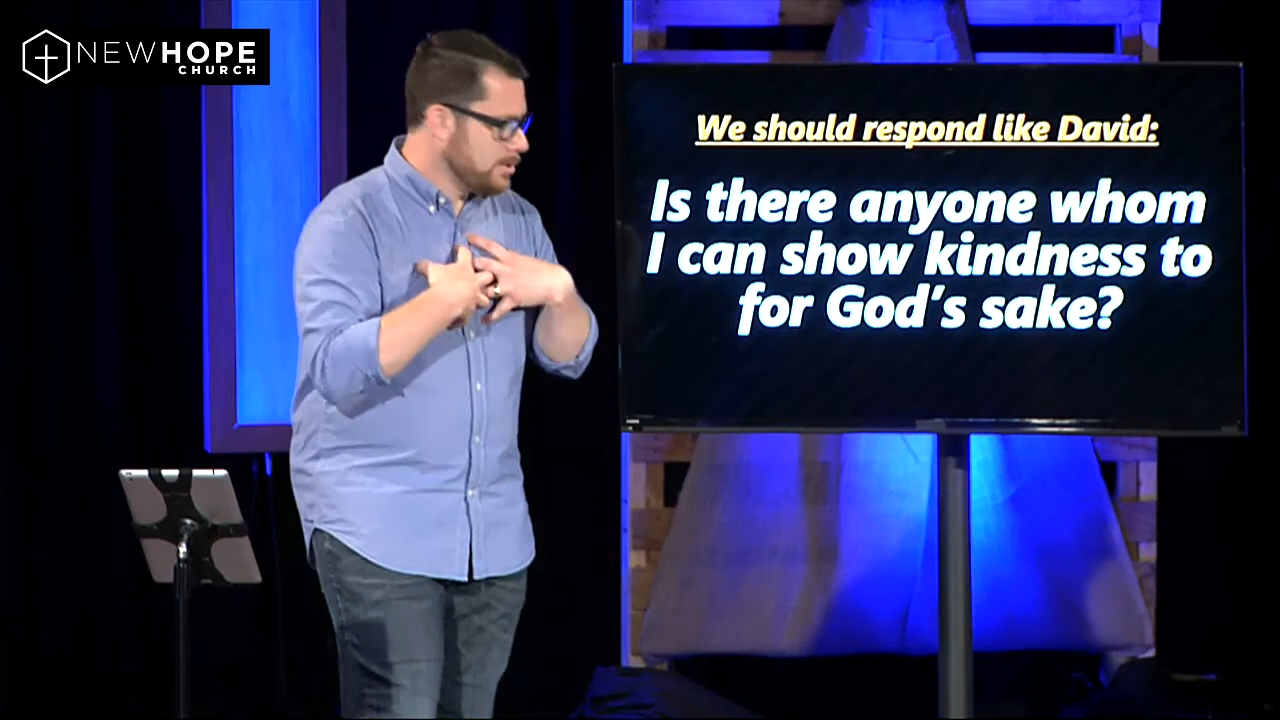 NEWHOPE
CHURCH
We should respond like David:
Is there anyone whom
I can show kindness to
for God's sake?